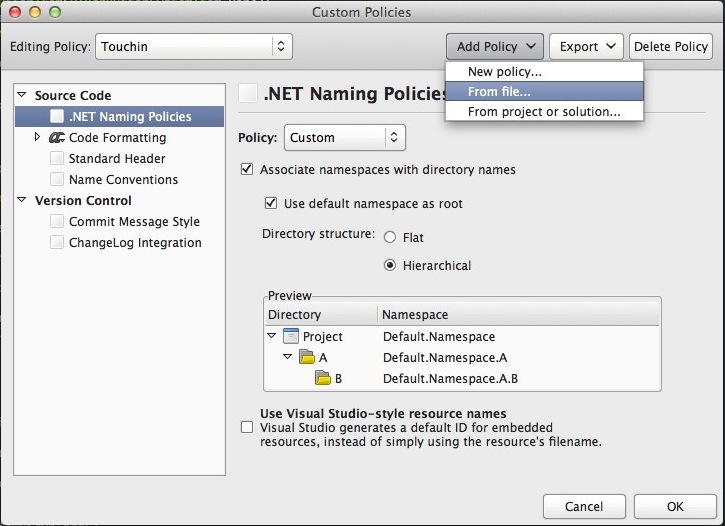 Custom Policies
Editing Policy: Touchin Add Policy Export Delete Policy
New policy...
From file...
From project or solution...
Source Code
.NET Naming Policies
Code Formatting
Standard Header
Name Conventions
Version Control
Commit Message Style
ChangeLog Integration
.NET Naming Policies
Policy: Custom
Associate namespaces with directory names
Use default namespace as root
Directory structure: Flat
Hierarchical
Preview
Directory Namespace
Project Default.Namespace
A Default.Namespace.A
B Default.Namespace.A.B
Use Visual Studio-style resource names
Visual Studio generates a default ID for embedded
resources, instead of simply using the resource's filename.
Cancel OK